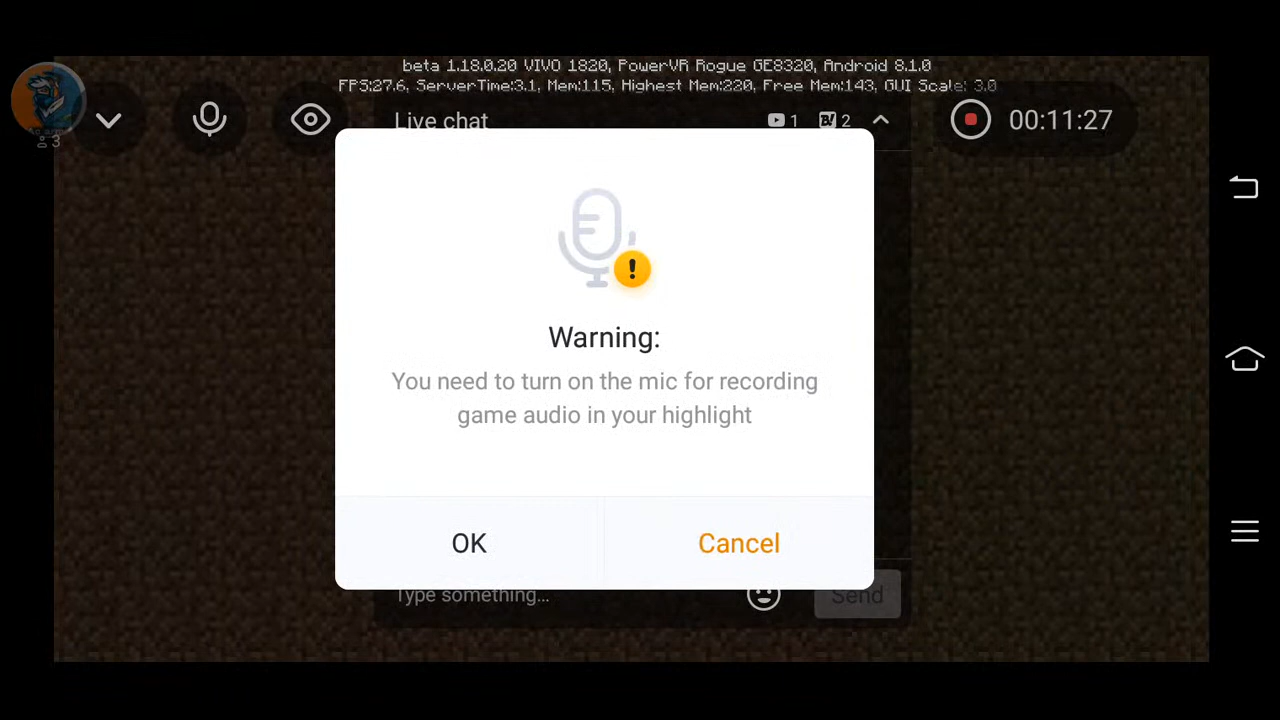 beta 1.18.0.20 VIVO 1820, PowerVR Rogue GE8320, Android 8.1.0
FPS:27.6, ServerTime:3.1, Mem:115, Highest Mem:220, Free Mem:143, GUI Scale: 3.0
Live chat
1
2
00:11:27
3
Warning:
You need to turn on the mic for recording
game audio in your highlight
OK
Cancel
Type something...
Send